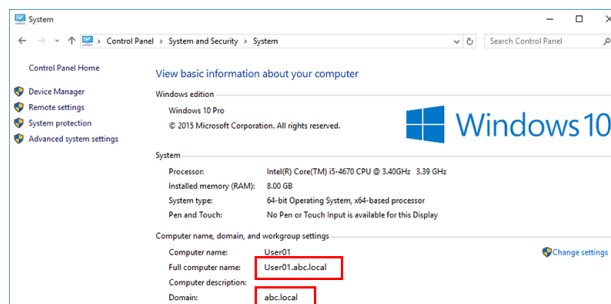 System
Control Panel > System and Security > System
Search Control Panel
Control Panel Home
Device Manager
Remote settings
System protection
Advanced system settings
View basic information about your computer
Windows edition
Windows 10 Pro
© 2015 Microsoft Corporation. All rights reserved.
Windows 10
System
Processor: Intel(R) Core(TM) i5-4670 CPU @ 3.40GHz 3.39 GHz
Installed memory (RAM): 8.00 GB
System type: 64-bit Operating System, x64-based processor
Pen and Touch: No Pen or Touch Input is available for this Display
Computer name, domain, and workgroup settings
Computer name: User01
Change settings
Full computer name: User01.abc.local
Computer description:
Domain: abc.local